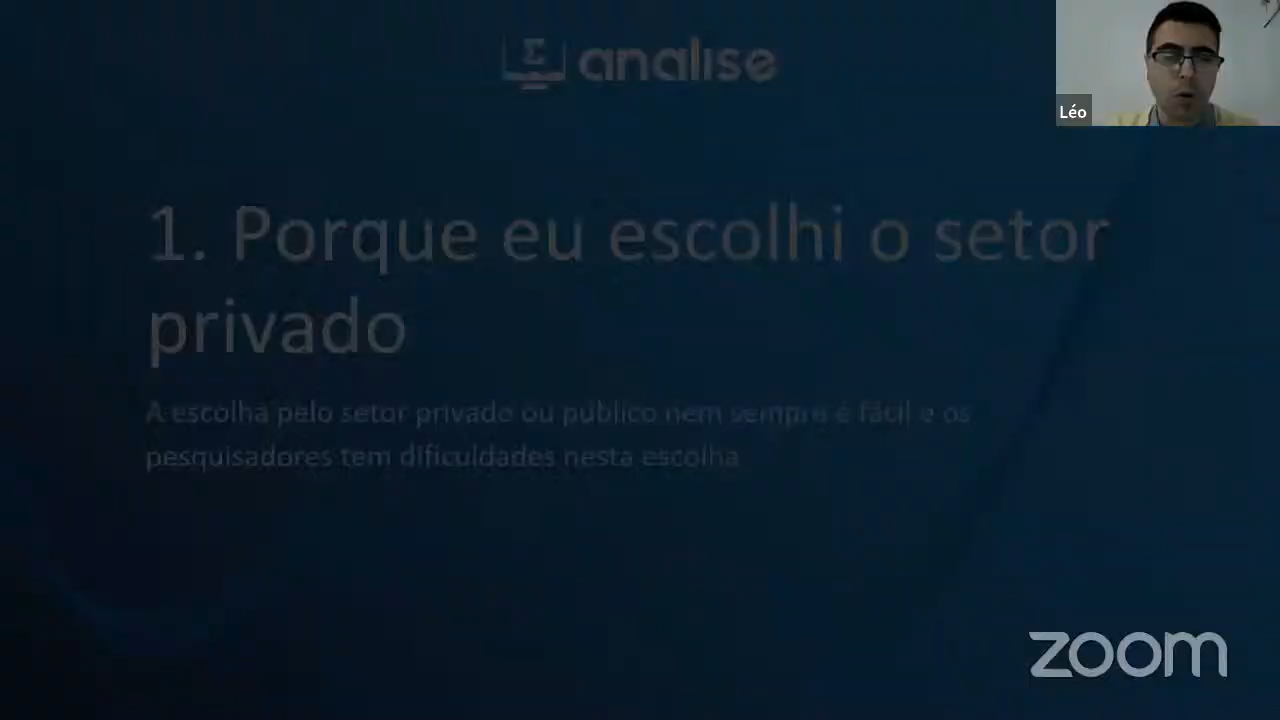 Σ analise
Léo
1. Porque eu escolhi o setor
privado
A escolha pelo setor privado ou público nem sempre é fácil e os
pesquisadores tem dificuldades nesta escolha
zoom